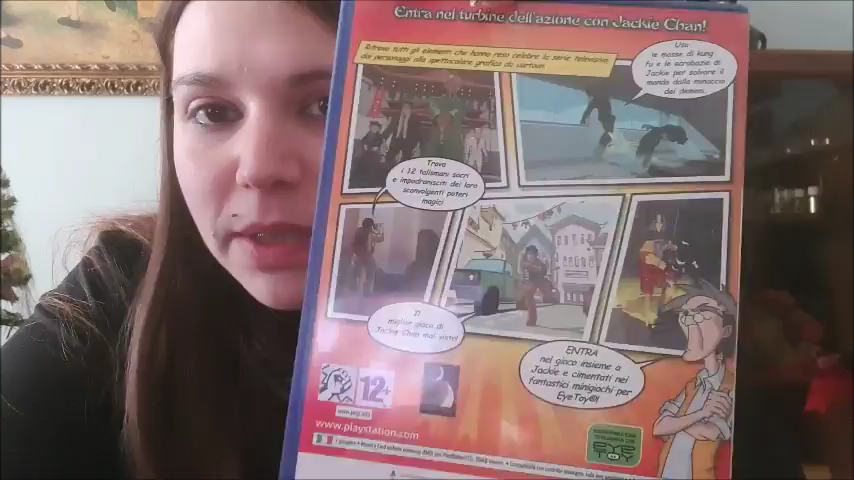 Entra nel turbine dell'azione con Jackie Chan!
Ritrova tutti gli elementi che hanno reso celebre la serie televisiva
dai personaggi alla spettacolare grafica da cartoon
Usa
le mosse di kung
fu e le acrobazie di
Jackie per salvare il
mondo dalla minaccia
dei demoni.
Trova
i 12 talismani sacri
e impadronisciti dei loro
sconvolgenti poteri
magici
Il
miglior gioco di
Jackie Chan mai visto!
ENTRA
nel gioco insieme a
Jackie e cimentati nei
fantastici minigiochi per
EyeToy®!
12+
www.pegi.info
www.playstation.com
1 giocatore
EYE
TOY